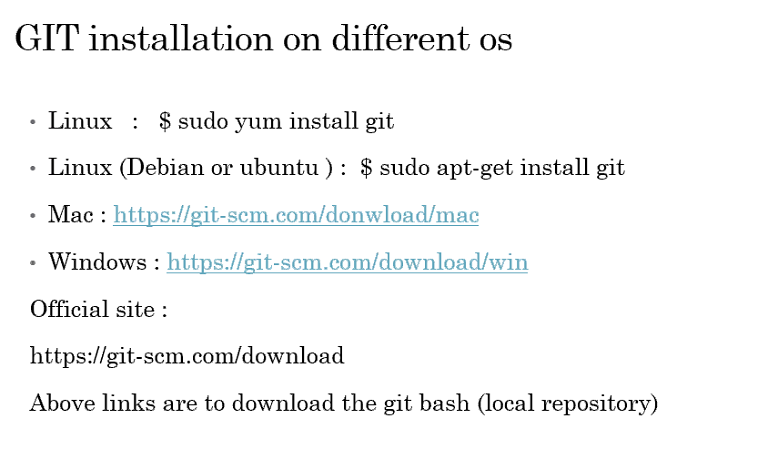 GIT installation on different os
• Linux : $ sudo yum install git
• Linux (Debian or ubuntu ) : $ sudo apt-get install git
• Mac : https://git-scm.com/donwload/mac
• Windows : https://git-scm.com/download/win
Official site :
https://git-scm.com/download
Above links are to download the git bash (local repository)